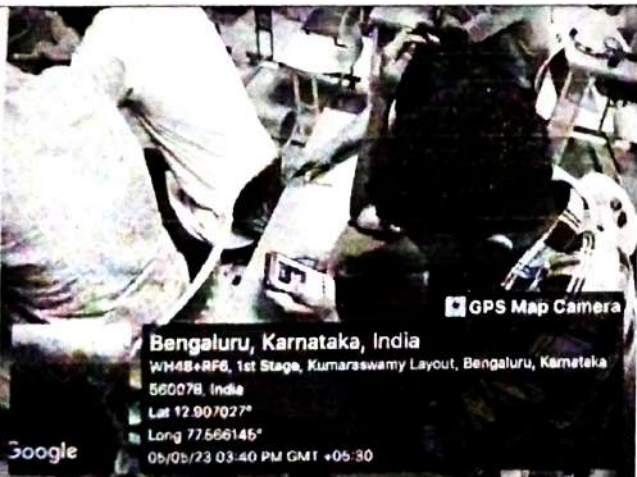 GPS Map Camera
Bengaluru, Karnataka, India
WH48+RF6, 1st Stage, Kumaraswamy Layout, Bengaluru, Karnataka
560078, India
Lat 12.907027°
Long 77.566145°
05/05/23 03:40 PM GMT +05:30
Google